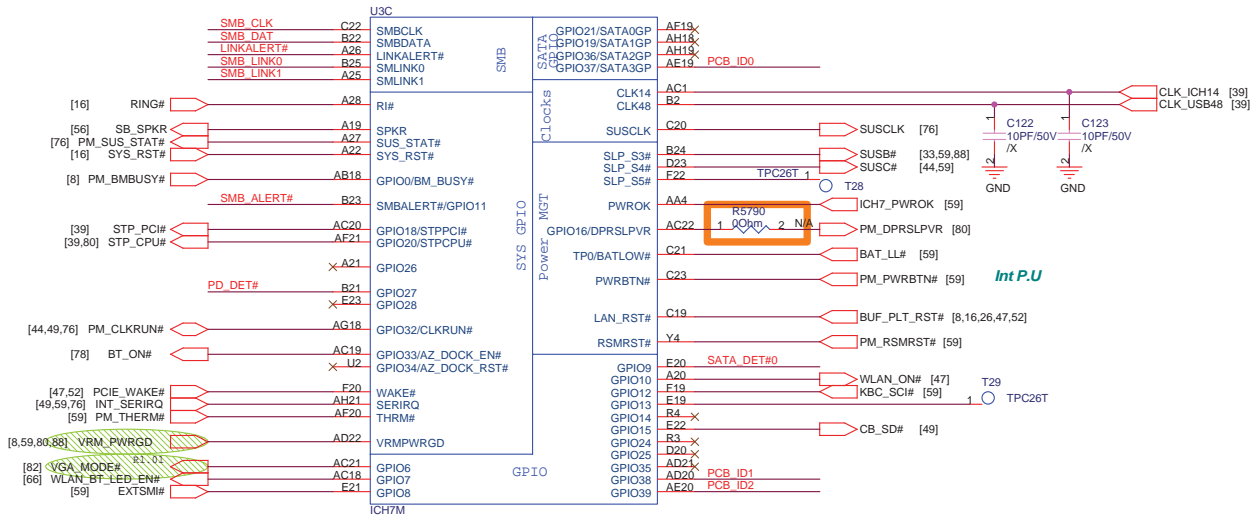 U3C
SMB_CLK C22 SMBCLK GPIO21/SATA0GP AF19
SMB_DAT B22 SMBDATA GPIO19/SATA1GP AH18
LINKALERT# A26 LINKALERT# GPIO36/SATA2GP AH19
SMB_LINK0 B25 SMLINK0 GPIO37/SATA3GP AE19 PCB_ID0
SMB_LINK1 A25 SMLINK1
SMB
SATA GPIO
CLK14 AC1 CLK_ICH14 [39]
[16] RING# A28 RI# CLK48 B2 CLK_USB48 [39]
Clocks
1 C122 10PF/50V /X 2 GND
1 C123 10PF/50V /X 2 GND
[56] SB_SPKR A19 SPKR SUSCLK C20 SUSCLK [76]
[76] PM_SUS_STAT# A27 SUS_STAT#
[16] SYS_RST# A22 SYS_RST# SLP_S3# B24 SUSB# [33,59,88]
SLP_S4# D23 SUSC# [44,59]
[8] PM_BMBUSY# AB18 GPIO0/BM_BUSY# SLP_S5# F22 TPC26T 1 T28
SMB_ALERT# B23 SMBALERT#/GPIO11 PWROK AA4 ICH7_PWROK [59]
SYS GPIO
Power MGT
R5790
0Ohm
[39] STP_PCI# AC20 GPIO18/STPPCI# GPIO16/DPRSLPVR AC22 1 2 N/A PM_DPRSLPVR [80]
[39,80] STP_CPU# AF21 GPIO20/STPCPU#
A21 GPIO26 TP0/BATLOW# C21 BAT_LL# [59]
PWRBTN# C23 PM_PWRBTN# [59] Int P.U
PD_DET# B21 GPIO27
E23 GPIO28
[44,49,76] PM_CLKRUN# AG18 GPIO32/CLKRUN# LAN_RST# C19 BUF_PLT_RST# [8,16,26,47,52]
RSMRST# Y4 PM_RSMRST# [59]
[78] BT_ON# AC19 GPIO33/AZ_DOCK_EN#
U2 GPIO34/AZ_DOCK_RST# GPIO9 E20 SATA_DET#0
GPIO10 A20 WLAN_ON# [47]
[47,52] PCIE_WAKE# F20 WAKE# GPIO12 F19 KBC_SCI# [59]
[49,59,76] INT_SERIRQ AH21 SERIRQ GPIO13 E19 1 T29 TPC26T
[59] PM_THERM# AF20 THRM# GPIO14 R4
GPIO15 E22 CB_SD# [49]
[8,59,80,88] VRM_PWRGD AD22 VRMPWRGD GPIO24 R3
R1.01 GPIO25 D20
[82] VGA_MODE# AC21 GPIO6 GPIO35 AD21
[66] WLAN_BT_LED_EN# AC18 GPIO7 GPIO38 AD20 PCB_ID1
[59] EXTSMI# E21 GPIO8 GPIO39 AE20 PCB_ID2
GPIO
ICH7M